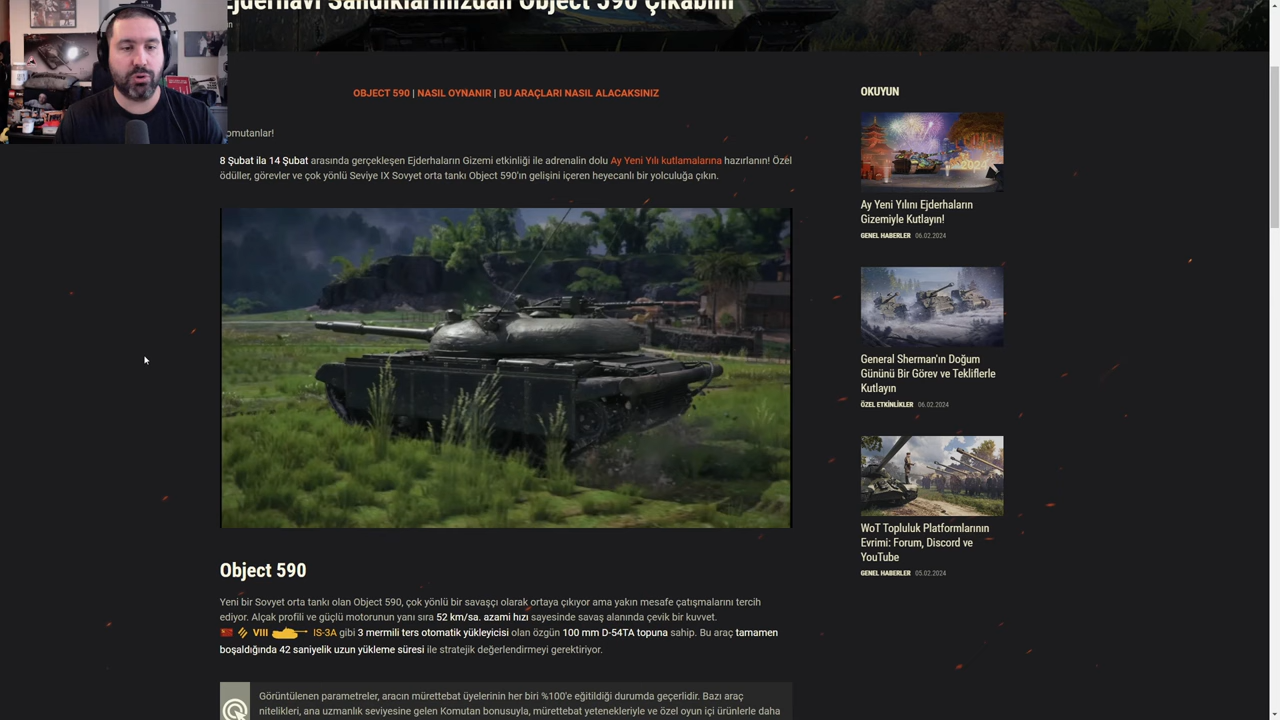 Ejderhavi Sandıklarınızdan Object 590 Çıkabilir
OBJECT 590 | NASIL OYNANIR | BU ARAÇLARI NASIL ALACAKSINIZ
omutanlar!
8 Şubat ila 14 Şubat arasında gerçekleşen Ejderhaların Gizemi etkinliği ile adrenalin dolu Ay Yeni Yılı kutlamalarına hazırlanın! Özel
ödüller, görevler ve çok yönlü Seviye IX Sovyet orta tankı Object 590'ın gelişini içeren heyecanlı bir yolculuğa çıkın.
Object 590
Yeni bir Sovyet orta tankı olan Object 590, çok yönlü bir savaşçı olarak ortaya çıkıyor ama yakın mesafe çatışmalarını tercih
ediyor. Alçak profili ve güçlü motorunun yanı sıra 52 km/sa. azami hızı sayesinde savaş alanında çevik bir kuvvet.
VIII IS-3A gibi 3 mermili ters otomatik yükleyicisi olan özgün 100 mm D-54TA topuna sahip. Bu araç tamamen
boşaldığında 42 saniyelik uzun yükleme süresi ile stratejik değerlendirmeyi gerektiriyor.
Görüntülenen parametreler, aracın mürettebat üyelerinin her biri %100'e eğitildiği durumda geçerlidir. Bazı araç
nitelikleri, ana uzmanlık seviyesine gelen Komutan bonusuyla, mürettebat yetenekleriyle ve özel oyun içi ürünlerle daha
OKUYUN
2024
Ay Yeni Yılını Ejderhaların
Gizemiyle Kutlayın!
GENEL HABERLER 06.02.2024
General Sherman'ın Doğum
Gününü Bir Görev ve Tekliflerle
Kutlayın
ÖZEL ETKİNLİKLER 06.02.2024
WoT Topluluk Platformlarının
Evrimi: Forum, Discord ve
YouTube
GENEL HABERLER 05.02.2024